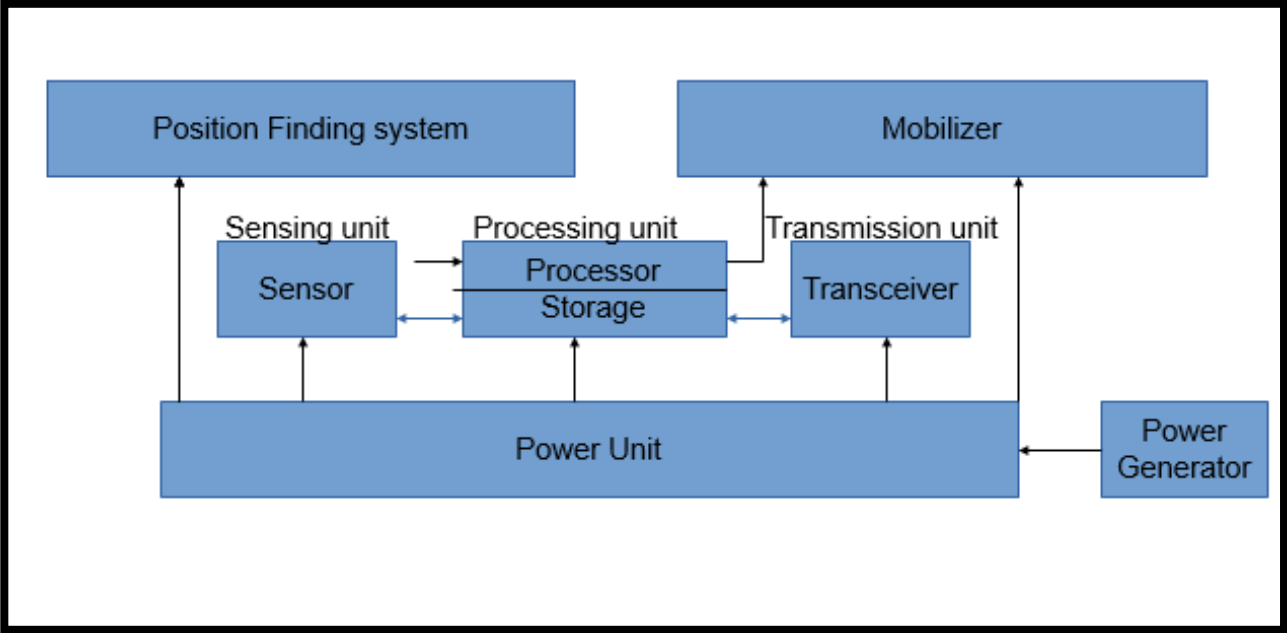 Position Finding system
Mobilizer
Sensing unit
Processing unit
Transmission unit
Sensor
Processor
Storage
Transceiver
Power Unit
Power
Generator